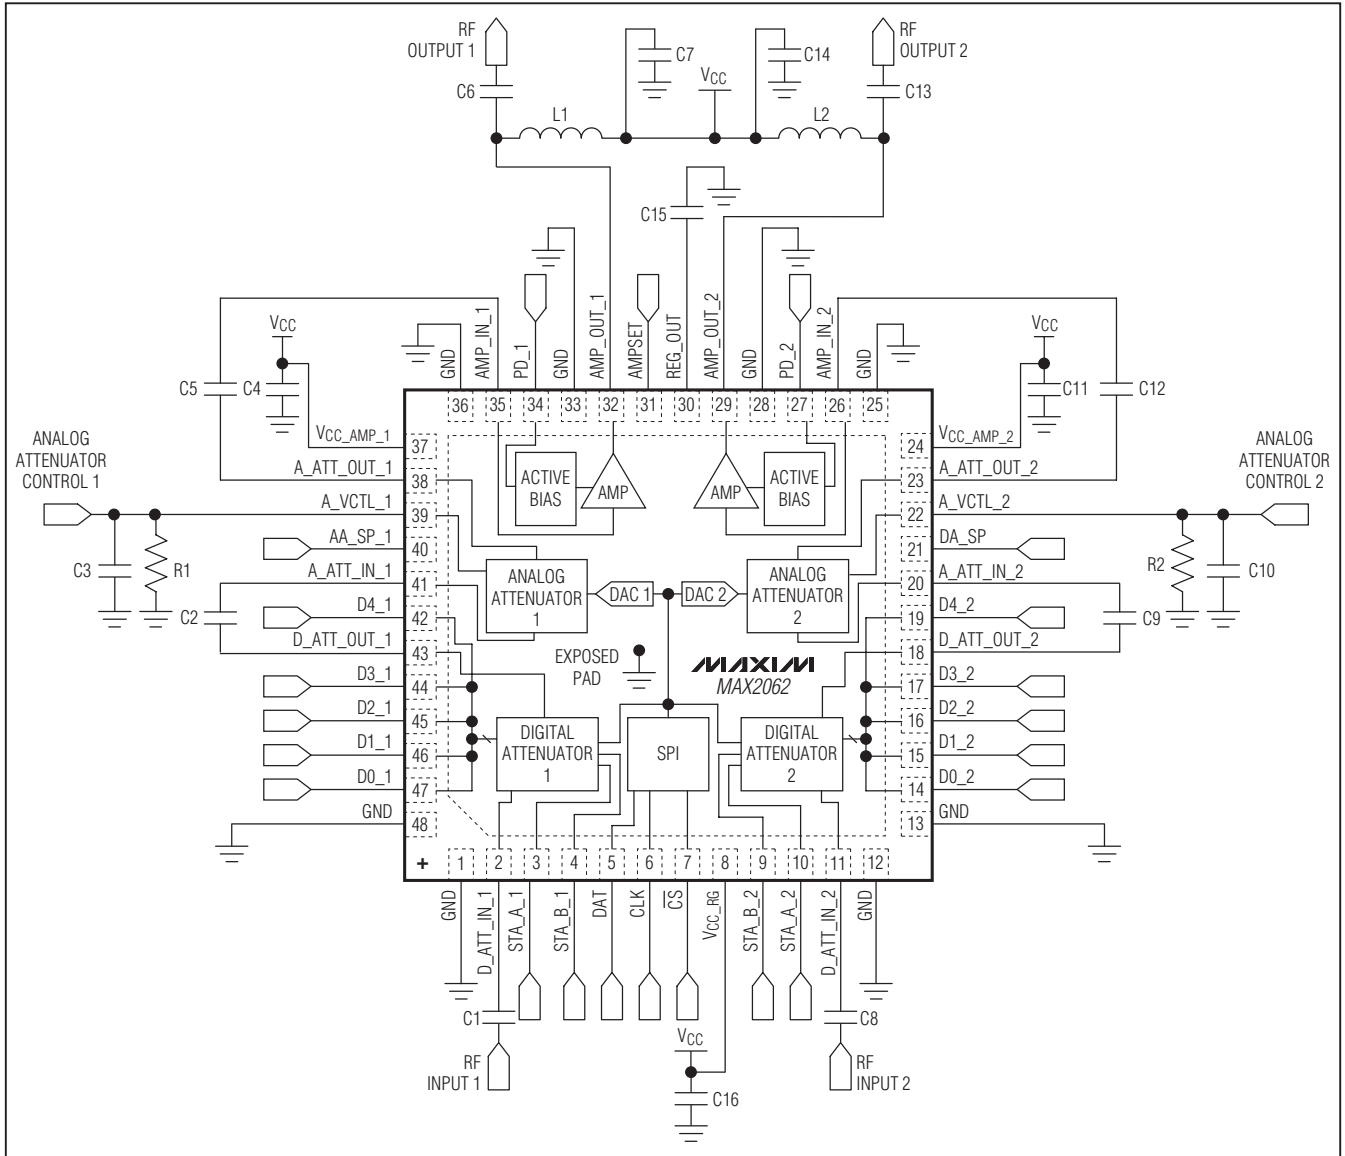 RF
OUTPUT 1
RF
OUTPUT 2
C6
C7
C14
C13
VCC
L1
L2
C15
AMP_IN_1
PD_1
GND
AMP_OUT_1
AMPSET
REG_OUT
AMP_OUT_2
GND
PD_2
AMP_IN_2
GND
GND
VCC
VCC
C5
C4
C11
C12
36
35
34
33
32
31
30
29
28
27
26
25
ANALOG
ATTENUATOR
CONTROL 1
ANALOG
ATTENUATOR
CONTROL 2
VCC_AMP_1
37
24
VCC_AMP_2
A_ATT_OUT_1
38
23
A_ATT_OUT_2
A_VCTL_1
39
22
A_VCTL_2
AA_SP_1
40
21
DA_SP
A_ATT_IN_1
41
20
A_ATT_IN_2
D4_1
42
19
D4_2
D_ATT_OUT_1
43
18
D_ATT_OUT_2
D3_1
44
17
D3_2
D2_1
45
16
D2_2
D1_1
46
15
D1_2
D0_1
47
14
D0_2
GND
48
13
GND
C3
R1
C2
R2
C10
C9
ACTIVE
BIAS
AMP
AMP
ACTIVE
BIAS
ANALOG
ATTENUATOR
1
DAC 1
DAC 2
ANALOG
ATTENUATOR
2
EXPOSED
PAD
MAXIM
MAX2062
DIGITAL
ATTENUATOR
1
SPI
DIGITAL
ATTENUATOR
2
+
1
2
3
4
5
6
7
8
9
10
11
12
GND
D_ATT_IN_1
STA_A_1
STA_B_1
DAT
CLK
CS
VCC_RG
STA_B_2
STA_A_2
D_ATT_IN_2
GND
C1
C8
RF
INPUT 1
VCC
C16
RF
INPUT 2